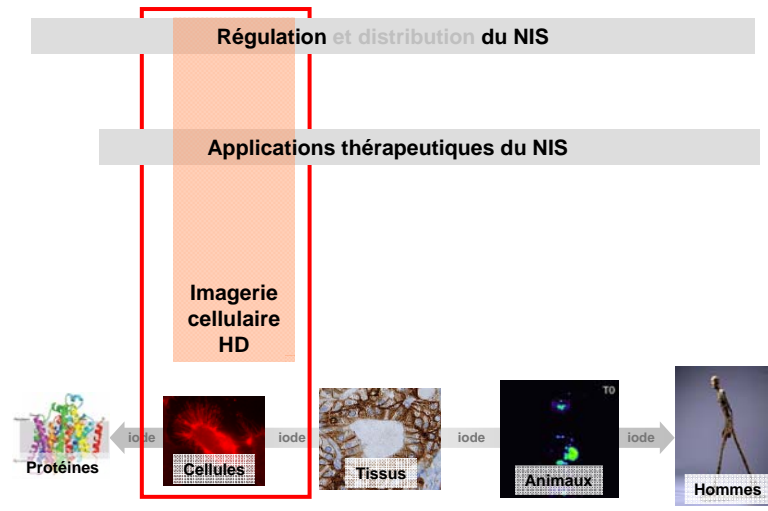 Régulation et distribution du NIS
Applications thérapeutiques du NIS
Imagerie
cellulaire
HD
T0
iode
iode
iode
iode
Protéines
Cellules
Tissus
Animaux
Hommes